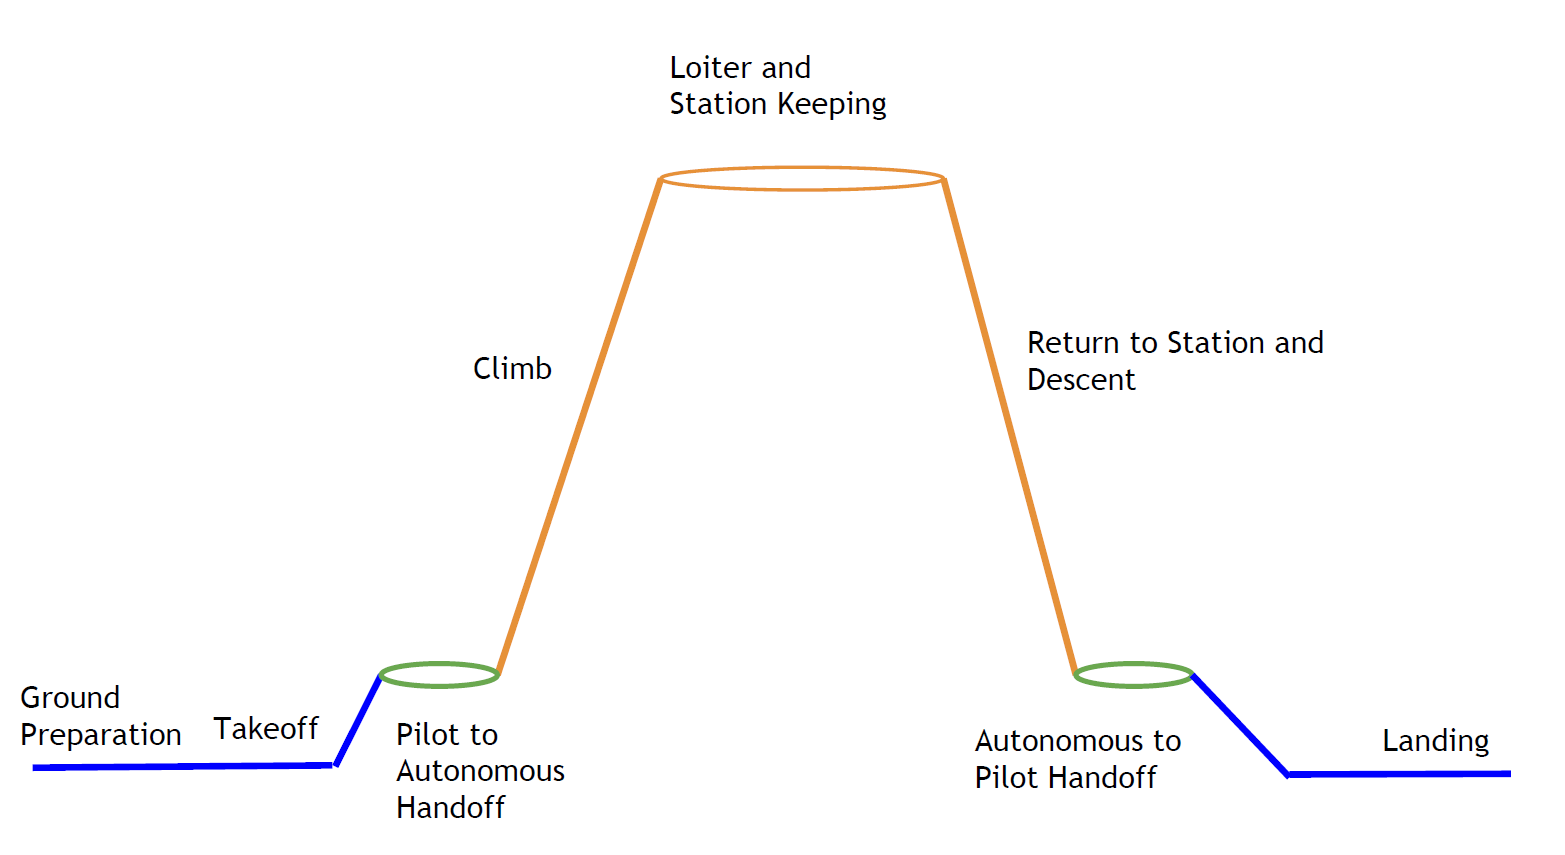 Loiter and
Station Keeping
Climb
Return to Station and
Descent
Ground
Preparation
Takeoff
Pilot to
Autonomous
Handoff
Autonomous to
Pilot Handoff
Landing